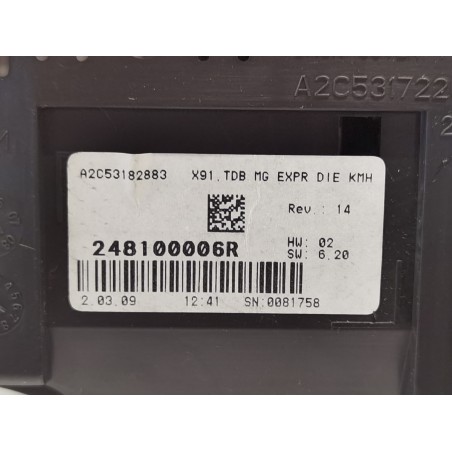 A2C531722
A2C53182883 X91.TDB MG EXPR DIE KMH
Rev.: 14
248100006R
HW: 02
SW: 6.20
2.03.09 12:41 SN:0081758